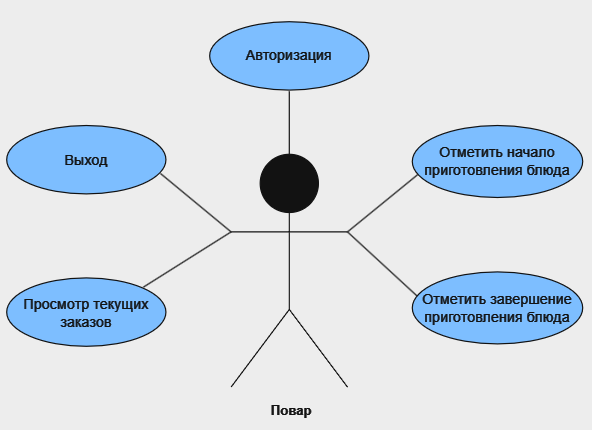 Авторизация
Выход
Отметить начало
приготовления блюда
Просмотр текущих
заказов
Отметить завершение
приготовления блюда
Повар